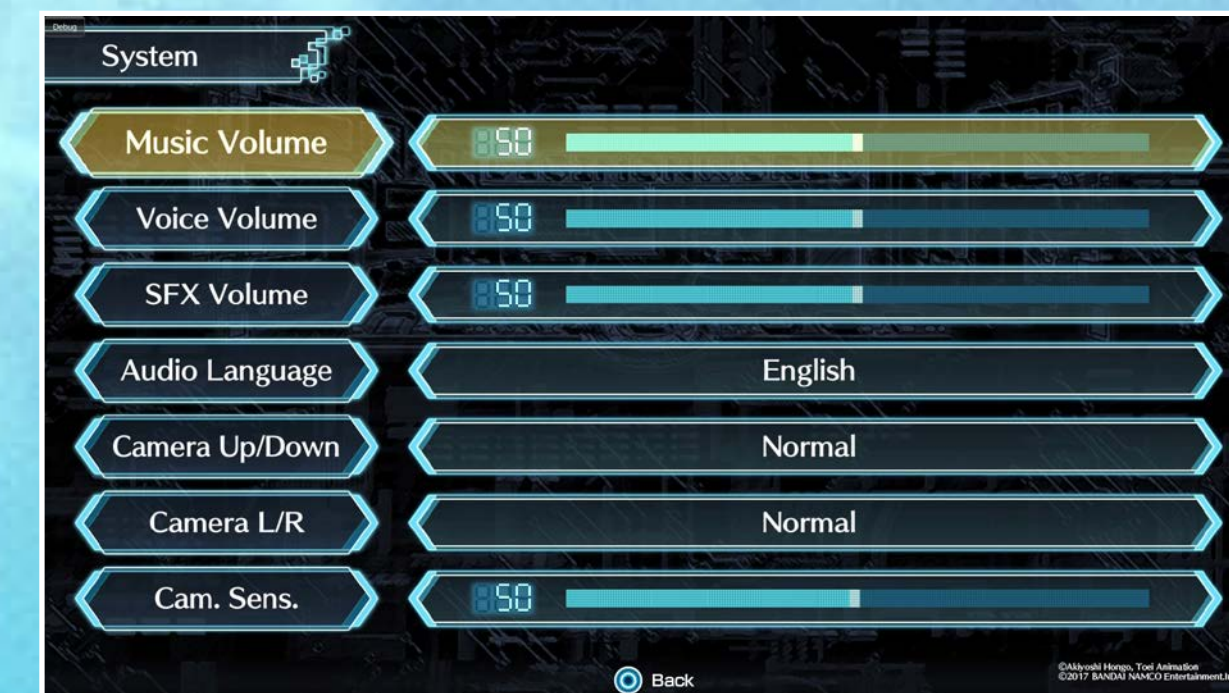 Debug
System
Music Volume 50
Voice Volume 50
SFX Volume 50
Audio Language English
Camera Up/Down Normal
Camera L/R Normal
Cam. Sens. 50
Back
©Akiyoshi Hongo, Toei Animation
©2017 BANDAI NAMCO Entertainment.I